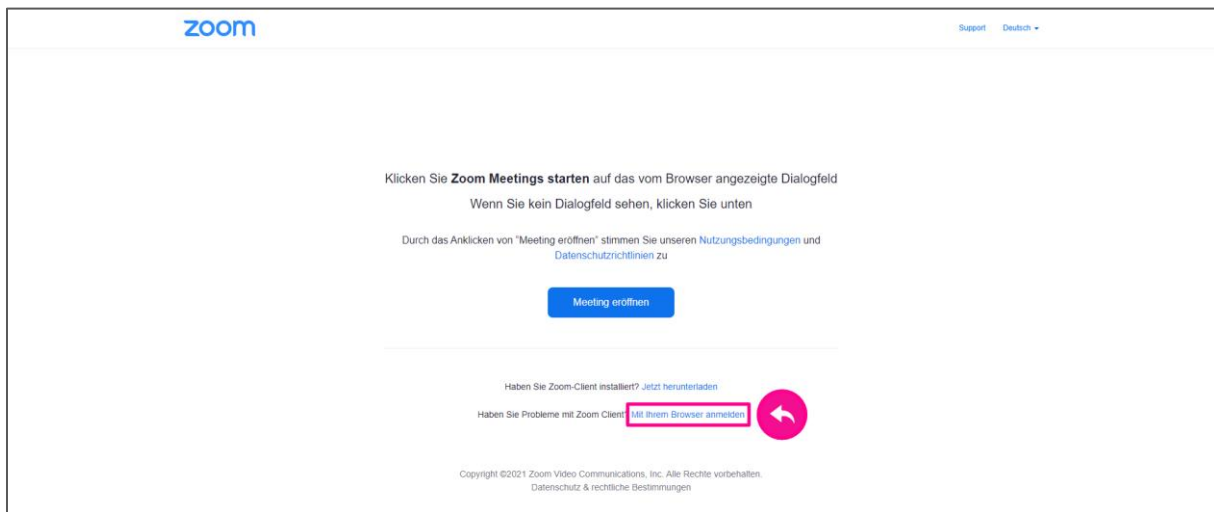 zoom
Support Deutsch
Klicken Sie Zoom Meetings starten auf das vom Browser angezeigte Dialogfeld
Wenn Sie kein Dialogfeld sehen, klicken Sie unten
Durch das Anklicken von "Meeting eröffnen" stimmen Sie unseren Nutzungsbedingungen und
Datenschutzrichtlinien zu
Meeting eröffnen
Haben Sie Zoom-Client installiert? Jetzt herunterladen
Haben Sie Probleme mit Zoom Client? Mit Ihrem Browser anmelden
Copyright ©2021 Zoom Video Communications, Inc. Alle Rechte vorbehalten.
Datenschutz & rechtliche Bestimmungen